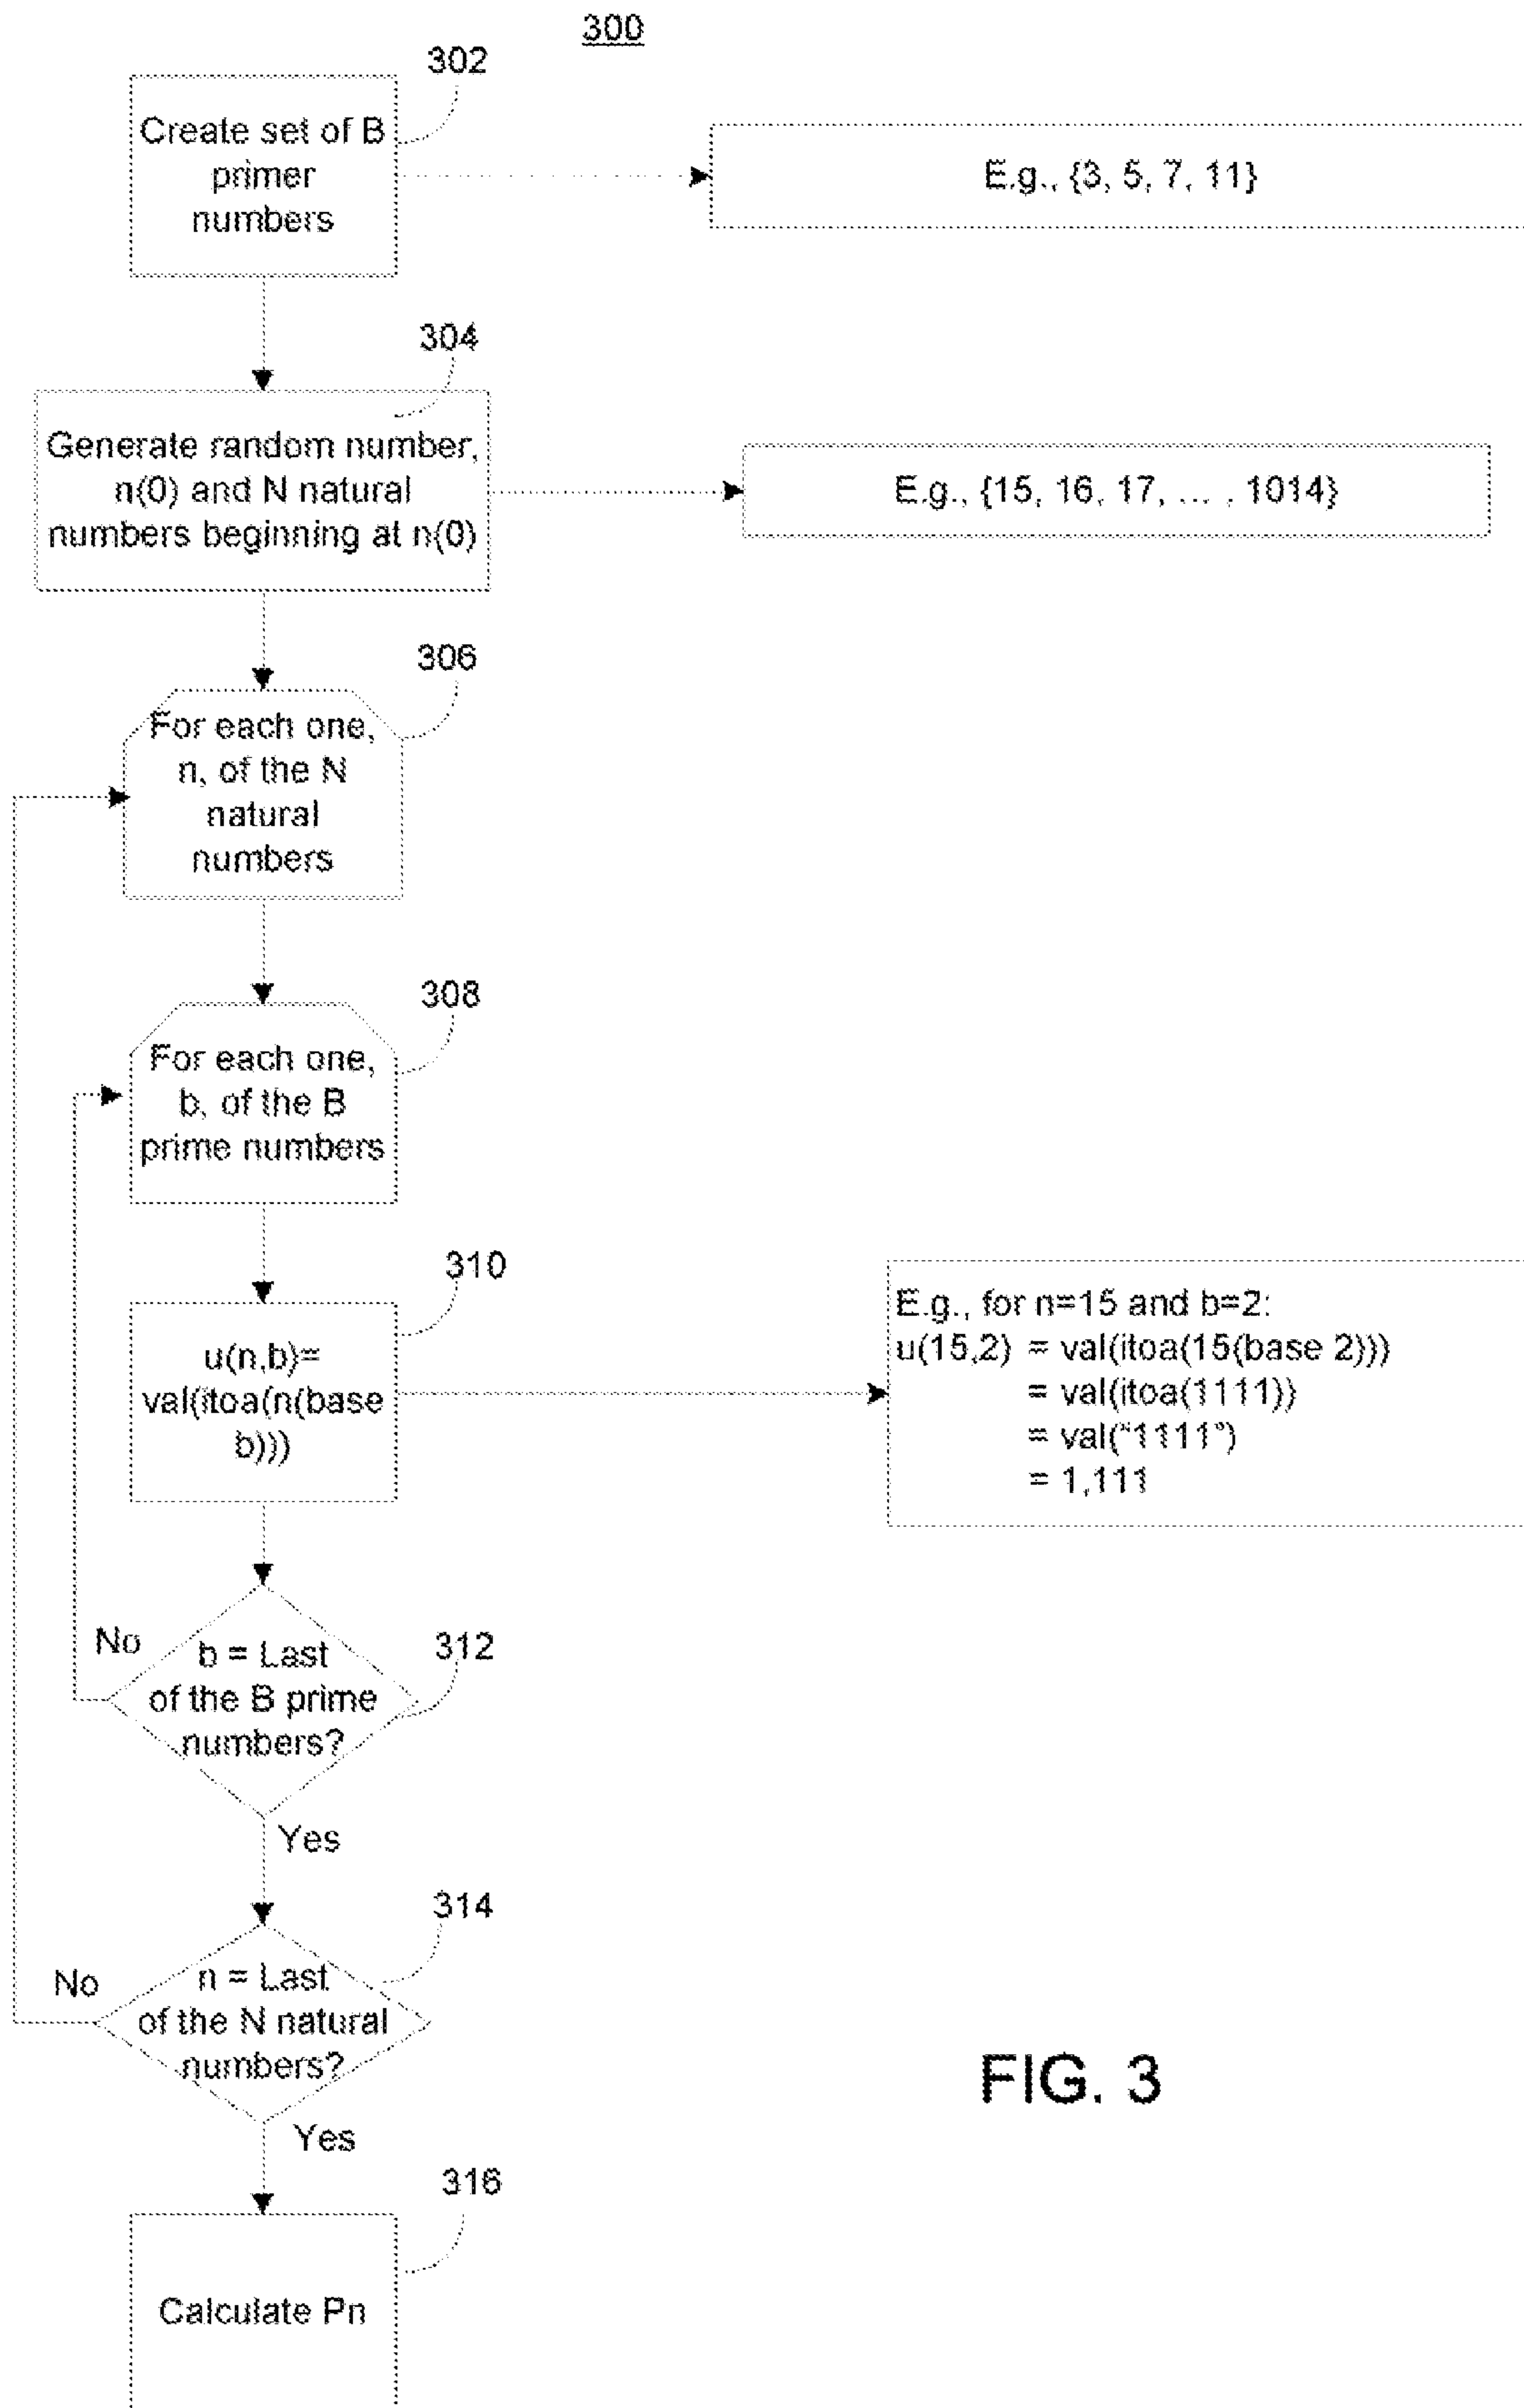 300
302
Create set of B
primer
numbers
E.g., {3, 5, 7, 11}
304
Generate random number,
n(0) and N natural
numbers beginning at n(0)
E.g., {15, 16, 17, ... , 1014}
306
For each one,
n, of the N
natural
numbers
308
For each one,
b, of the B
prime numbers
310
u(n,b)=
val(itoa(n(base
b)))
E.g., for n=15 and b=2:
u(15,2) = val(itoa(15(base 2)))
= val(itoa(1111))
= val("1111")
= 1,111
No
b = Last
of the B prime
numbers?
312
Yes
314
No
n = Last
of the N natural
numbers?
Yes
FIG. 3
316
Calculate Pn